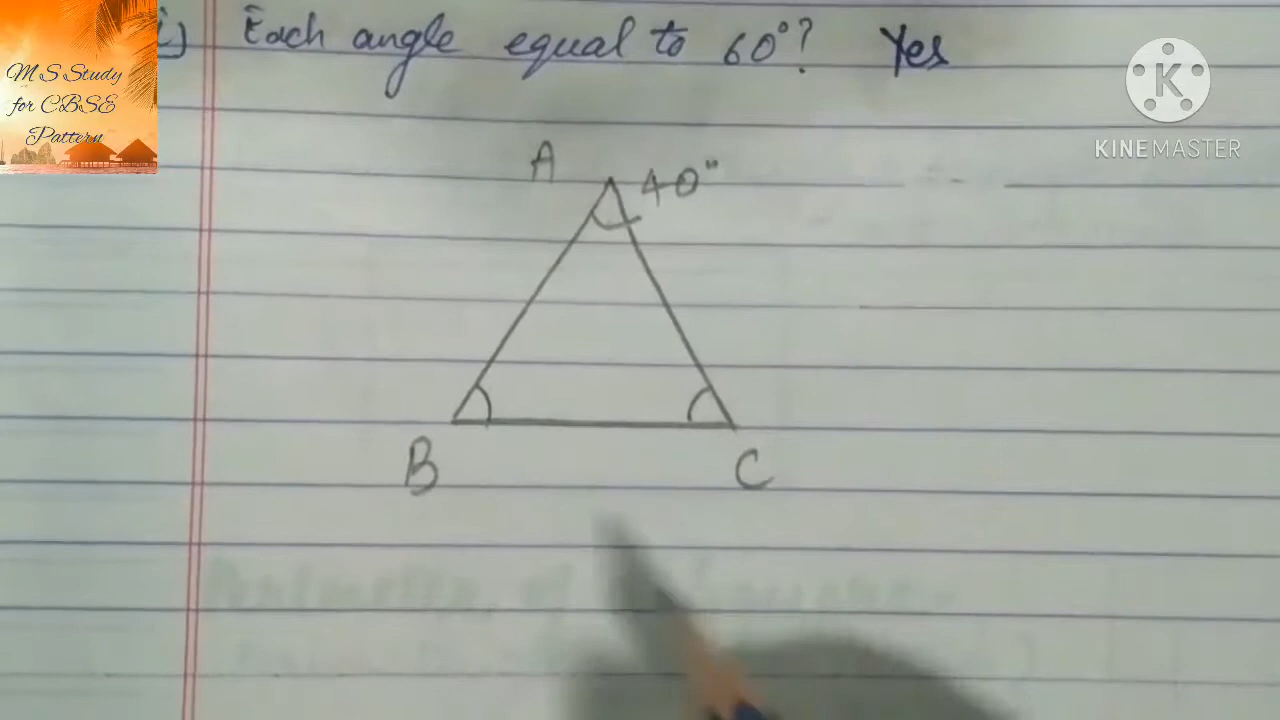 i) Each angle equal to 60°? Yes
M S Study
for CBSE
Pattern
K
KINEMASTER
A 40°
B C